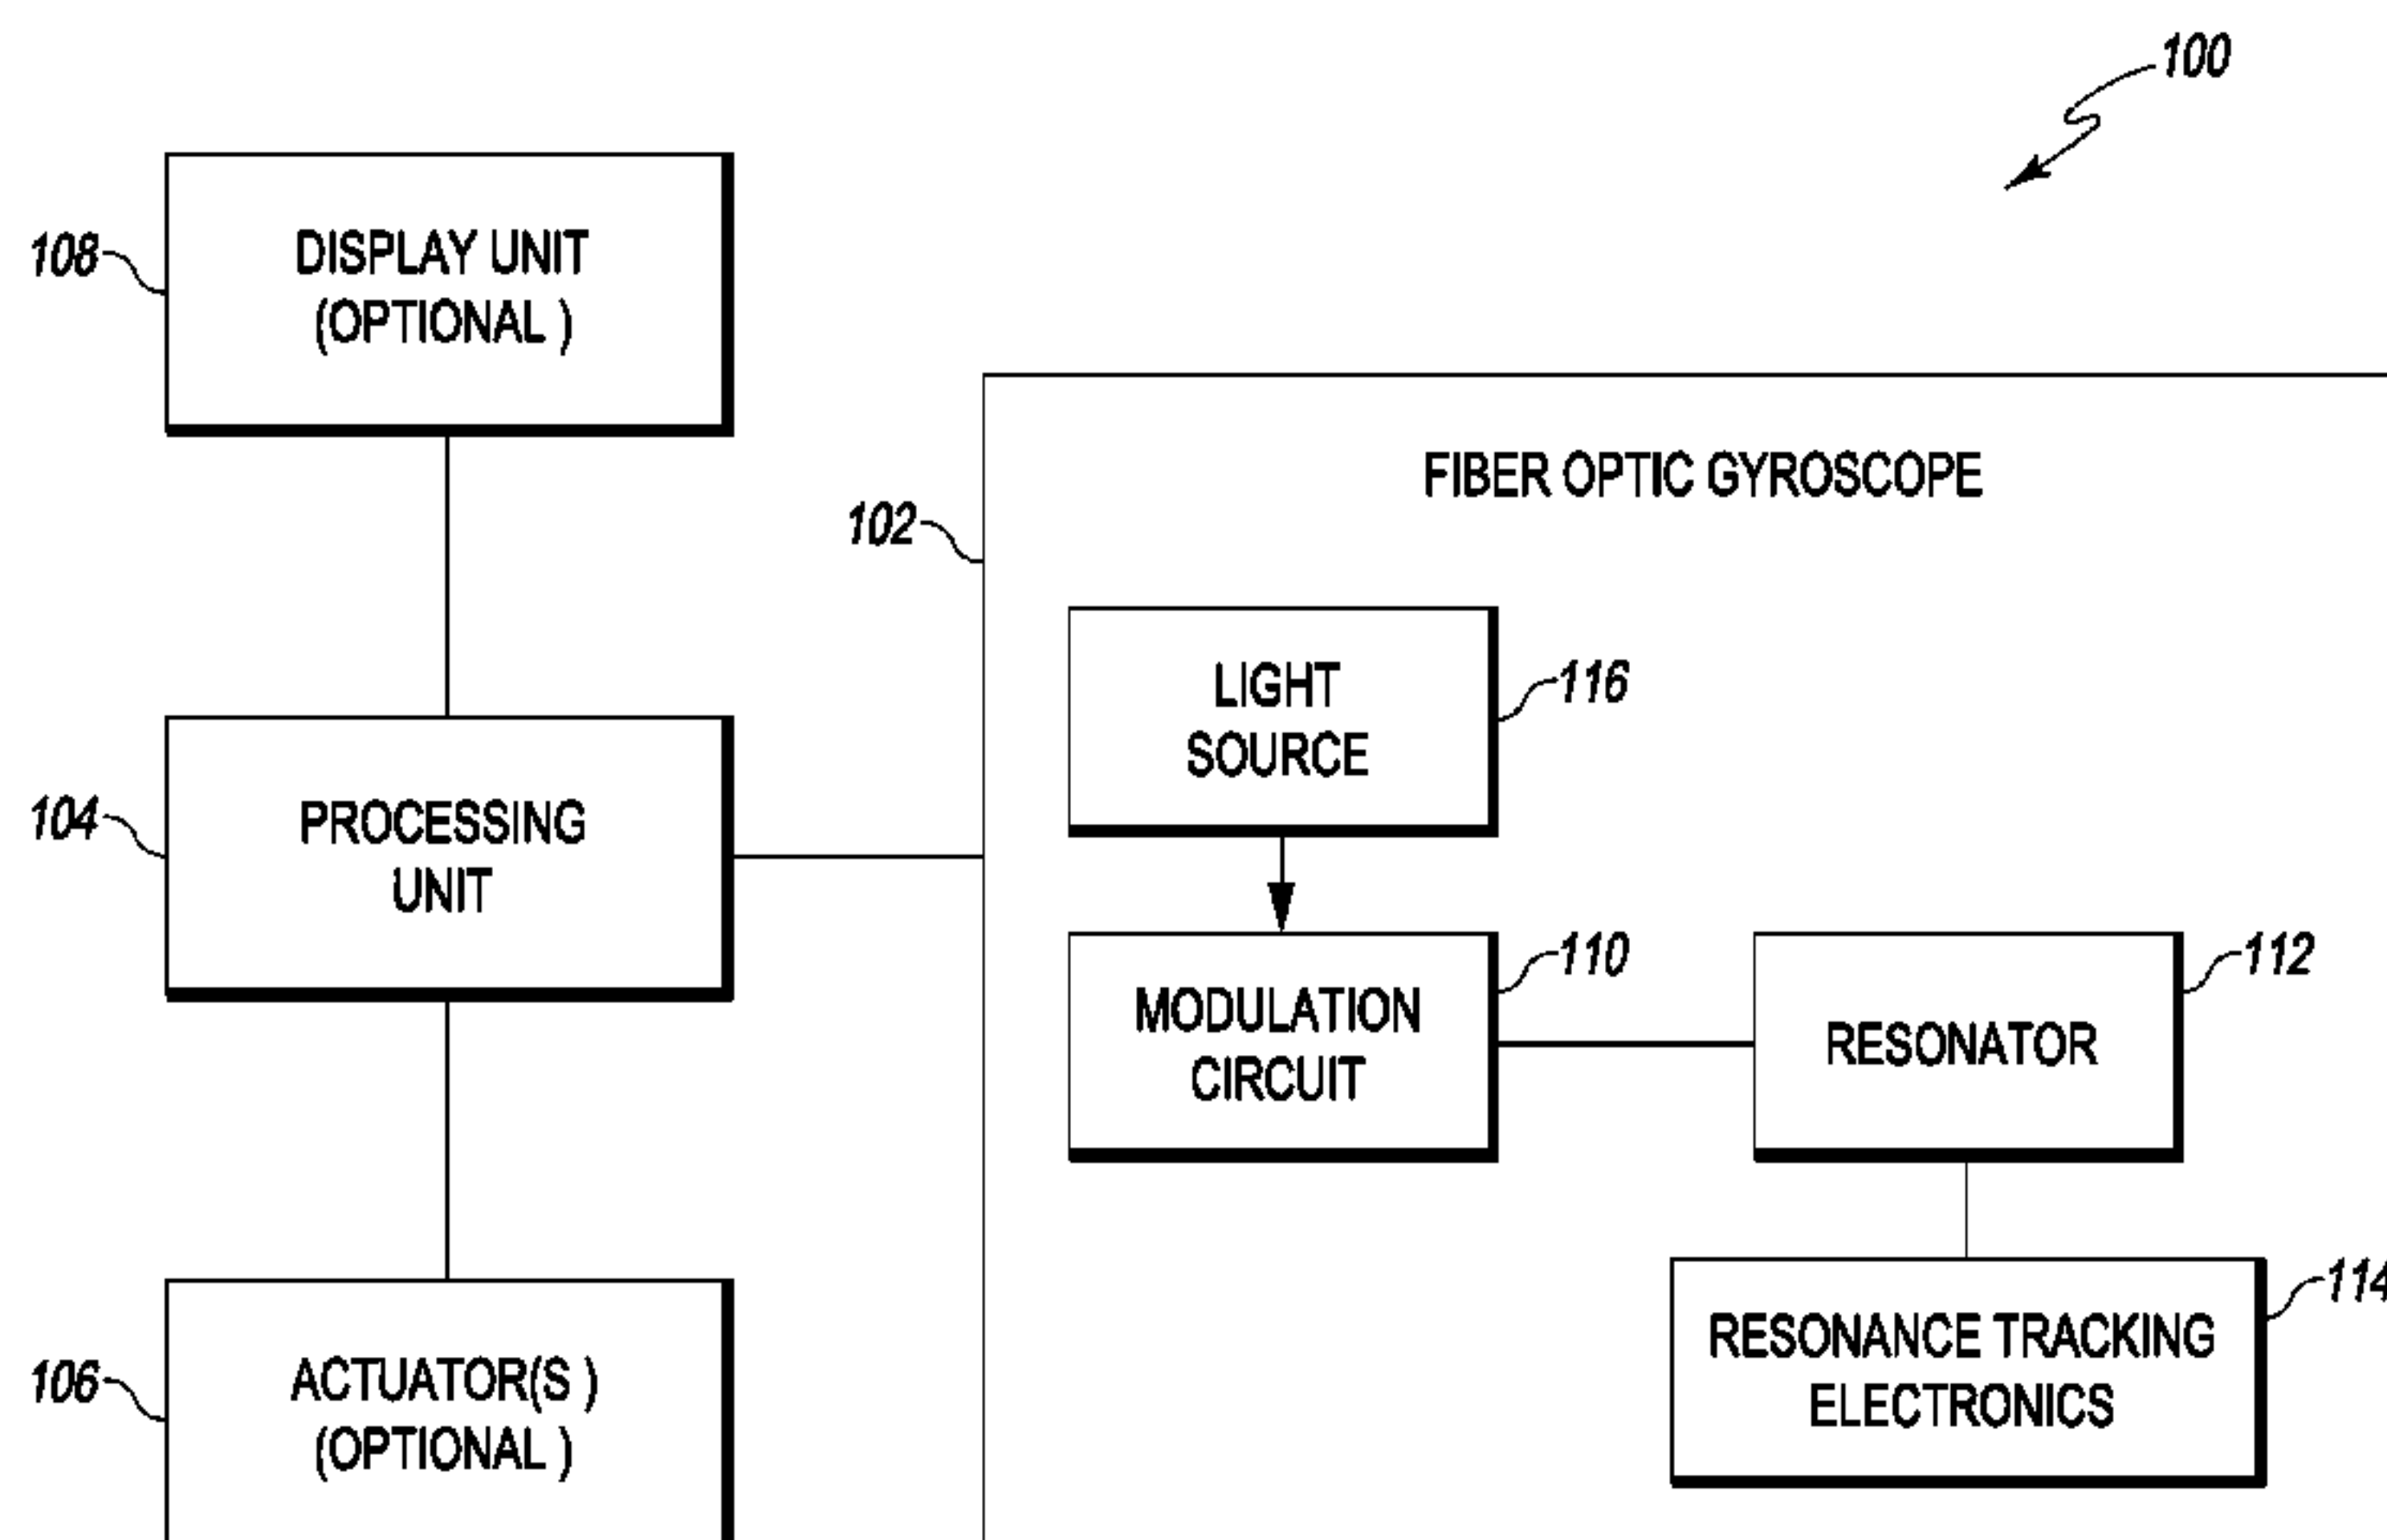 100
108
DISPLAY UNIT
(OPTIONAL )
FIBER OPTIC GYROSCOPE
102
LIGHT
SOURCE
116
104
PROCESSING
UNIT
MODULATION
CIRCUIT
110
RESONATOR
112
RESONANCE TRACKING
ELECTRONICS
114
106
ACTUATOR(S )
(OPTIONAL )